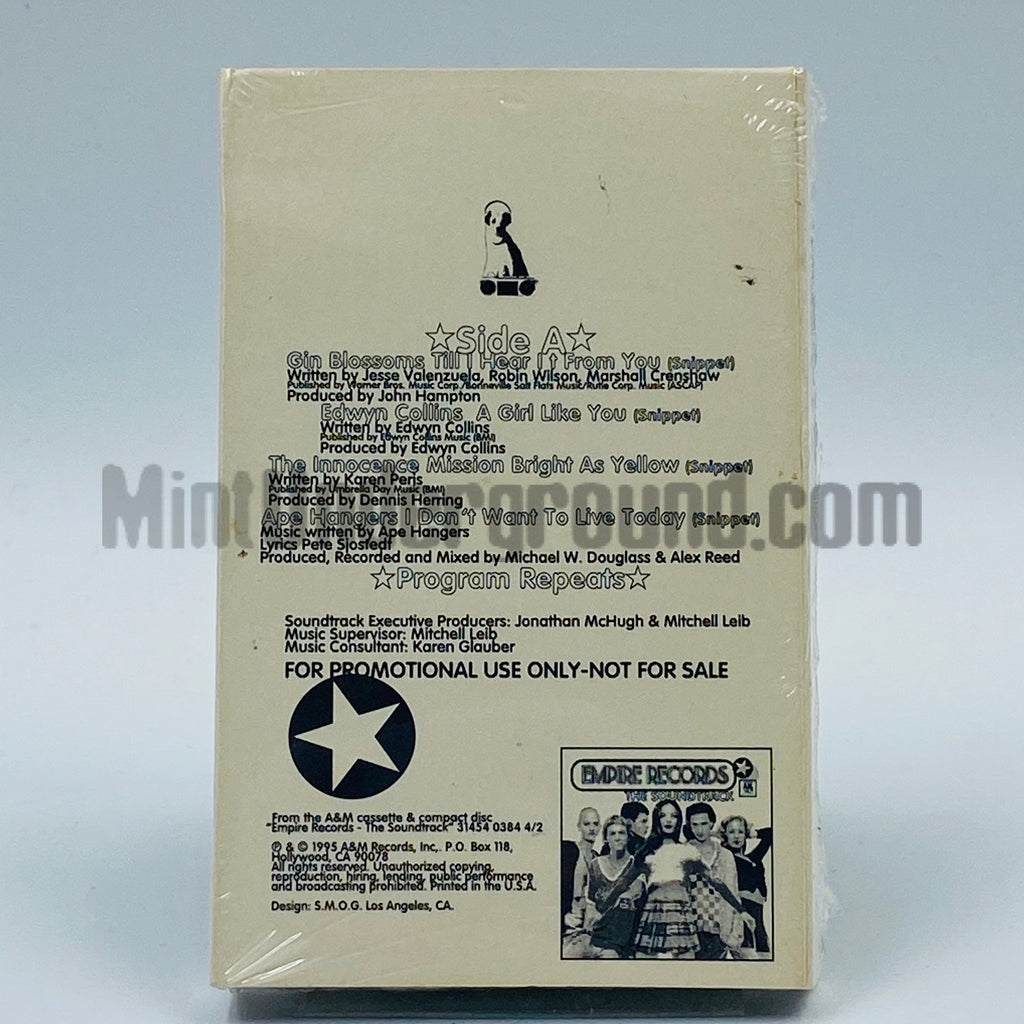 ☆Side A☆
Gin Blossoms Till I Hear It From You (Snippet)
Written by Jesse Valenzuela, Robin Wilson, Marshall Crenshaw
Published by Warner Bros. Music Corp./Bonneville Salt Flats Music/Rutle Corp. Music (ASCAP)
Produced by John Hampton
Edwyn Collins A Girl Like You (Snippet)
Written by Edwyn Collins
Published by Edwyn Collins Music (BMI)
Produced by Edwyn Collins
The Innocence Mission Bright As Yellow (Snippet)
Written by Karen Peris
Published by Umbrella Day Music (BMI)
Produced by Dennis Herring
Ape Hangers I Don't Want To Live Today (Snippet)
Music written by Ape Hangers
Lyrics Pete Sjostedt
Produced, Recorded and Mixed by Michael W. Douglass & Alex Reed
☆Program Repeats☆
MintUnderground.com
Soundtrack Executive Producers: Jonathan McHugh & Mitchell Leib
Music Supervisor: Mitchell Leib
Music Consultant: Karen Glauber
FOR PROMOTIONAL USE ONLY-NOT FOR SALE
From the A&M cassette & compact disc
"Empire Records - The Soundtrack" 31454 0384 4/2
℗ & © 1995 A&M Records, Inc. P.O. Box 118,
Hollywood, CA 90078
All rights reserved. Unauthorized copying,
reproduction, hiring, lending, public performance
and broadcasting prohibited. Printed in the U.S.A.
Design: S.M.O.G. Los Angeles, CA.
EMPIRE RECORDS
THE SOUNDTRACK